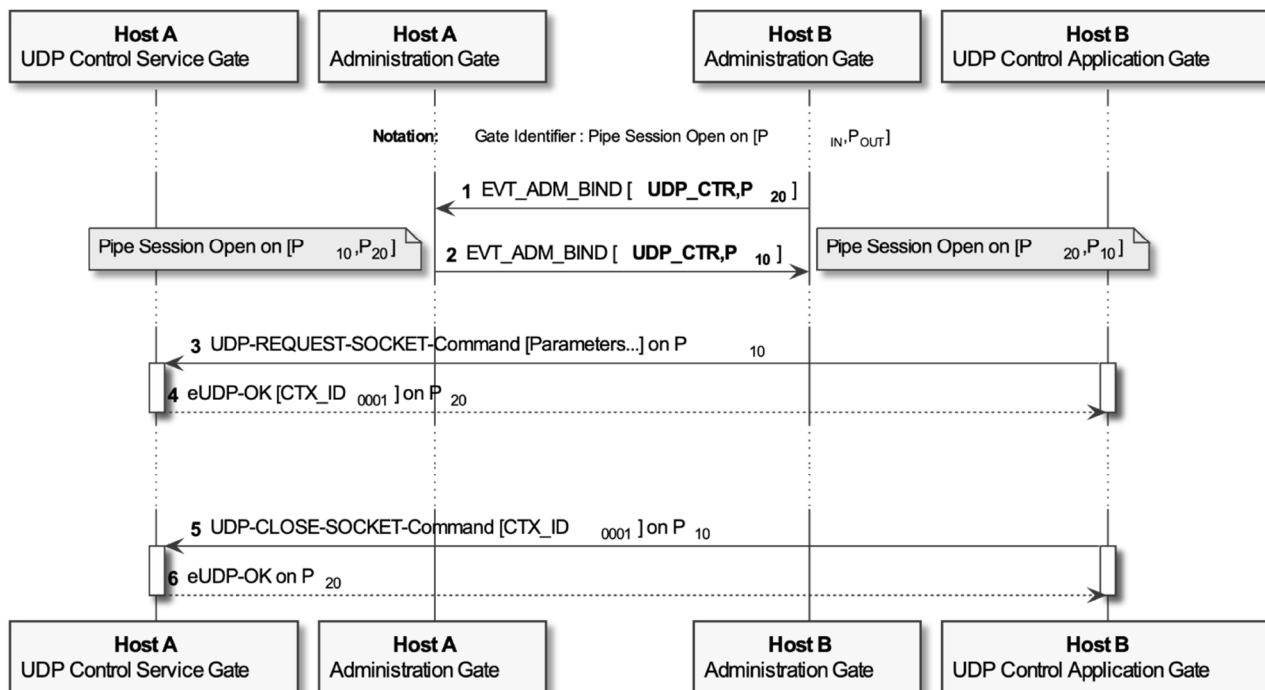 Host A
UDP Control Service Gate
Host A
Administration Gate
Host B
Administration Gate
Host B
UDP Control Application Gate
Notation: Gate Identifier : Pipe Session Open on [P IN,POUT]
1 EVT_ADM_BIND [ UDP_CTR,P 20 ]
Pipe Session Open on [P 10,P20]
2 EVT_ADM_BIND [ UDP_CTR,P 10 ]
Pipe Session Open on [P 20,P10]
3 UDP-REQUEST-SOCKET-Command [Parameters...] on P 10
4 eUDP-OK [CTX_ID 0001 ] on P 20
5 UDP-CLOSE-SOCKET-Command [CTX_ID 0001 ] on P 10
6 eUDP-OK on P 20
Host A
UDP Control Service Gate
Host A
Administration Gate
Host B
Administration Gate
Host B
UDP Control Application Gate